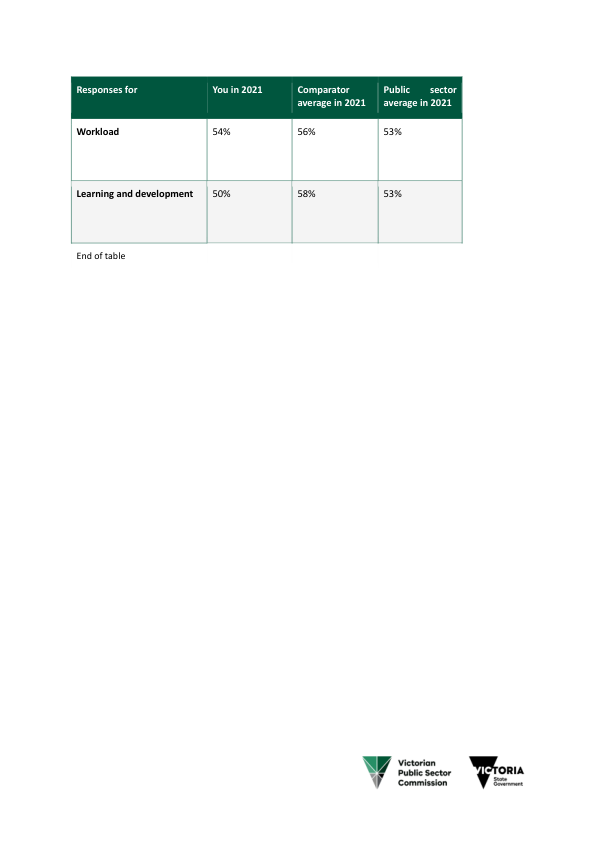 Responses for You in 2021 Comparator average in 2021 Public sector average in 2021
Workload 54% 56% 53%
Learning and development 50% 58% 53%
End of table
Victorian
Public Sector
Commission
VICTORIA
State
Government